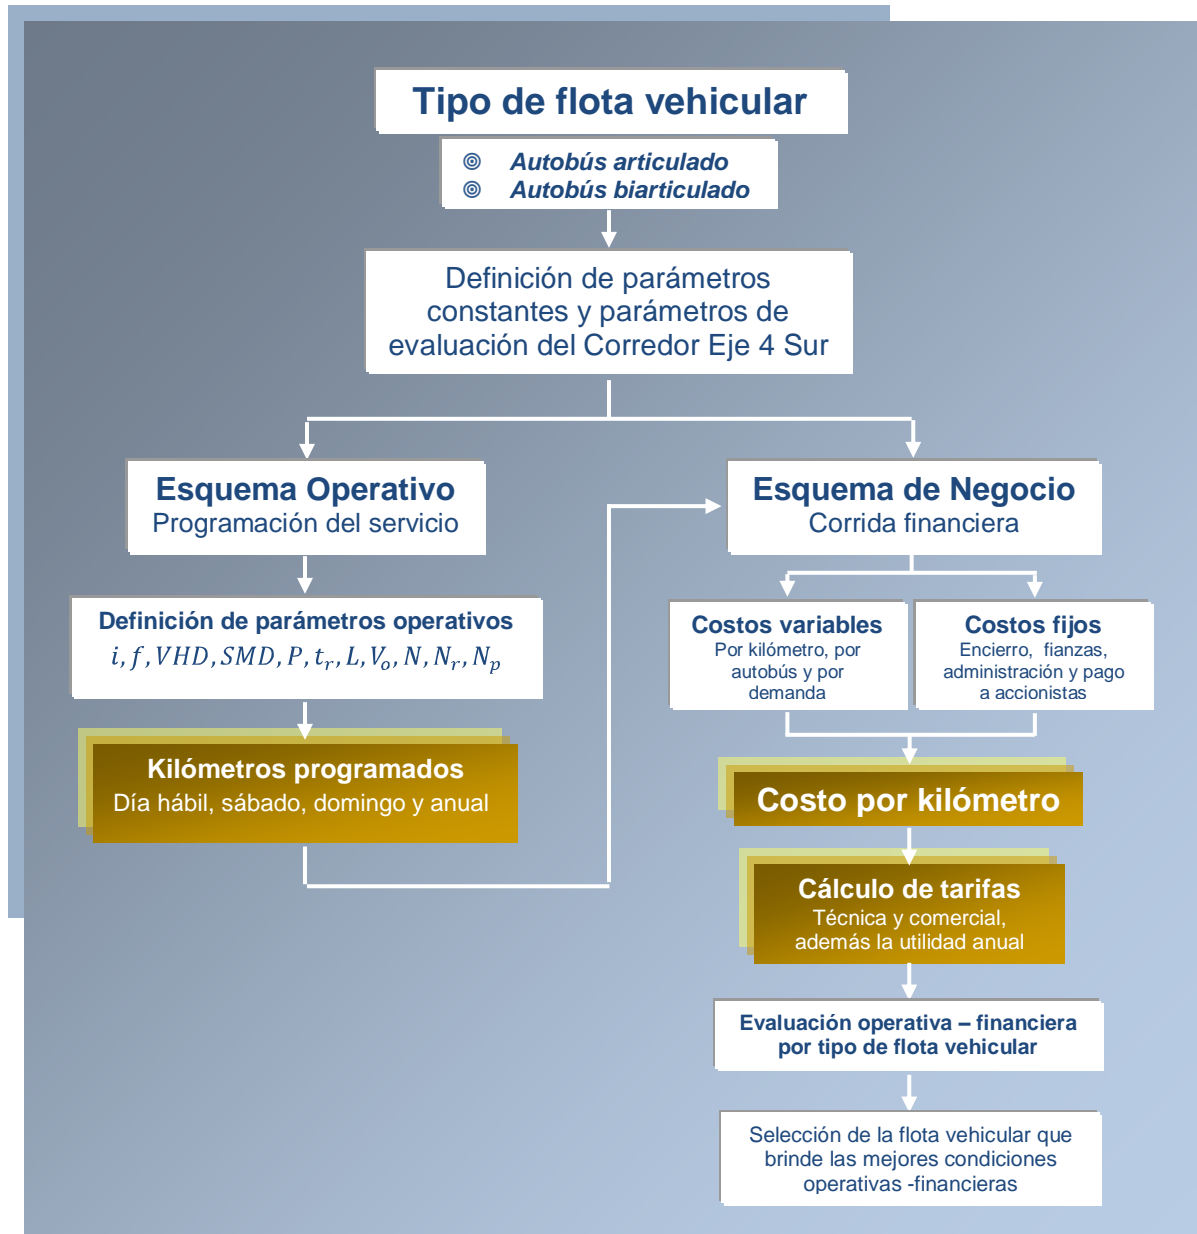 Tipo de flota vehicular
Autobús articulado
Autobús biarticulado
Definición de parámetros
constantes y parámetros de
evaluación del Corredor Eje 4 Sur
Esquema Operativo
Programación del servicio
Definición de parámetros operativos
i, f, VHD, SMD, P, t_r, L, V_o, N, N_r, N_p
Kilómetros programados
Día hábil, sábado, domingo y anual
Esquema de Negocio
Corrida financiera
Costos variables
Por kilómetro, por
autobús y por
demanda
Costos fijos
Encierro, fianzas,
administración y pago
a accionistas
Costo por kilómetro
Cálculo de tarifas
Técnica y comercial,
además la utilidad anual
Evaluación operativa – financiera
por tipo de flota vehicular
Selección de la flota vehicular que
brinde las mejores condiciones
operativas -financieras